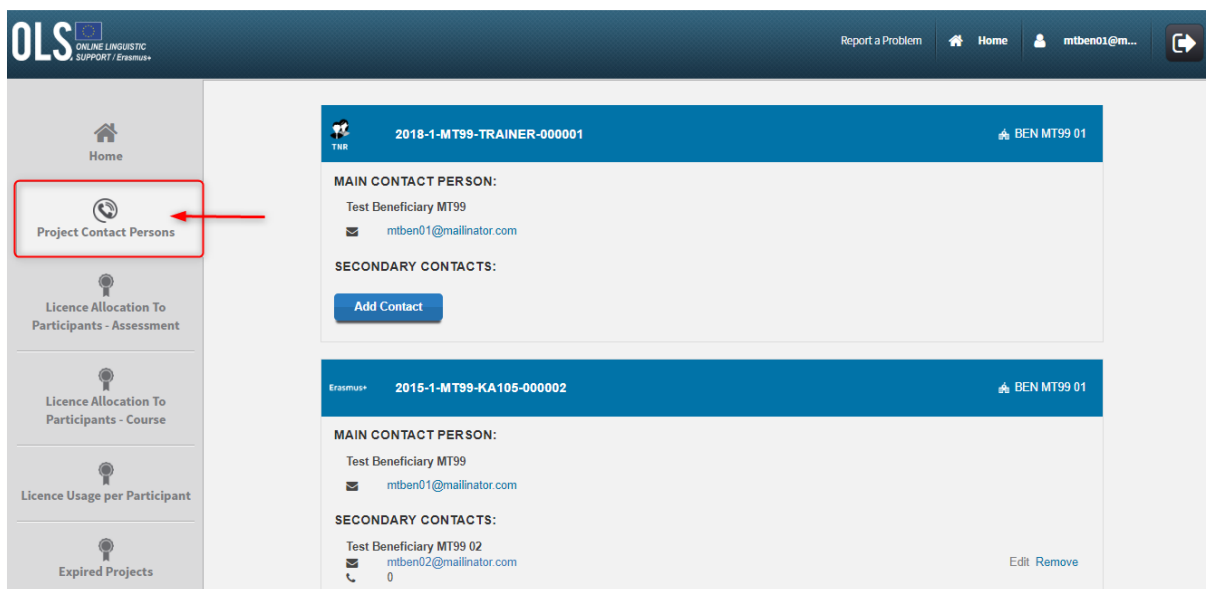 OLS ONLINE LINGUISTIC
SUPPORT / Erasmus+
Report a Problem
Home
mtben01@m...
Home
Project Contact Persons
Licence Allocation To
Participants - Assessment
Licence Allocation To
Participants - Course
Licence Usage per Participant
Expired Projects
TNR
2018-1-MT99-TRAINER-000001
BEN MT99 01
MAIN CONTACT PERSON:
Test Beneficiary MT99
mtben01@mailinator.com
SECONDARY CONTACTS:
Add Contact
Erasmus+
2015-1-MT99-KA105-000002
BEN MT99 01
MAIN CONTACT PERSON:
Test Beneficiary MT99
mtben01@mailinator.com
SECONDARY CONTACTS:
Test Beneficiary MT99 02
mtben02@mailinator.com
Edit Remove
0